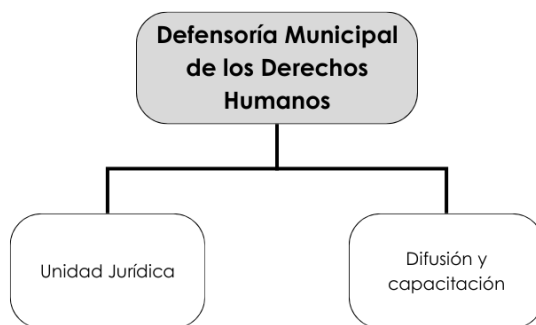 Defensoría Municipal
de los Derechos
Humanos
Unidad Jurídica
Difusión y
capacitación